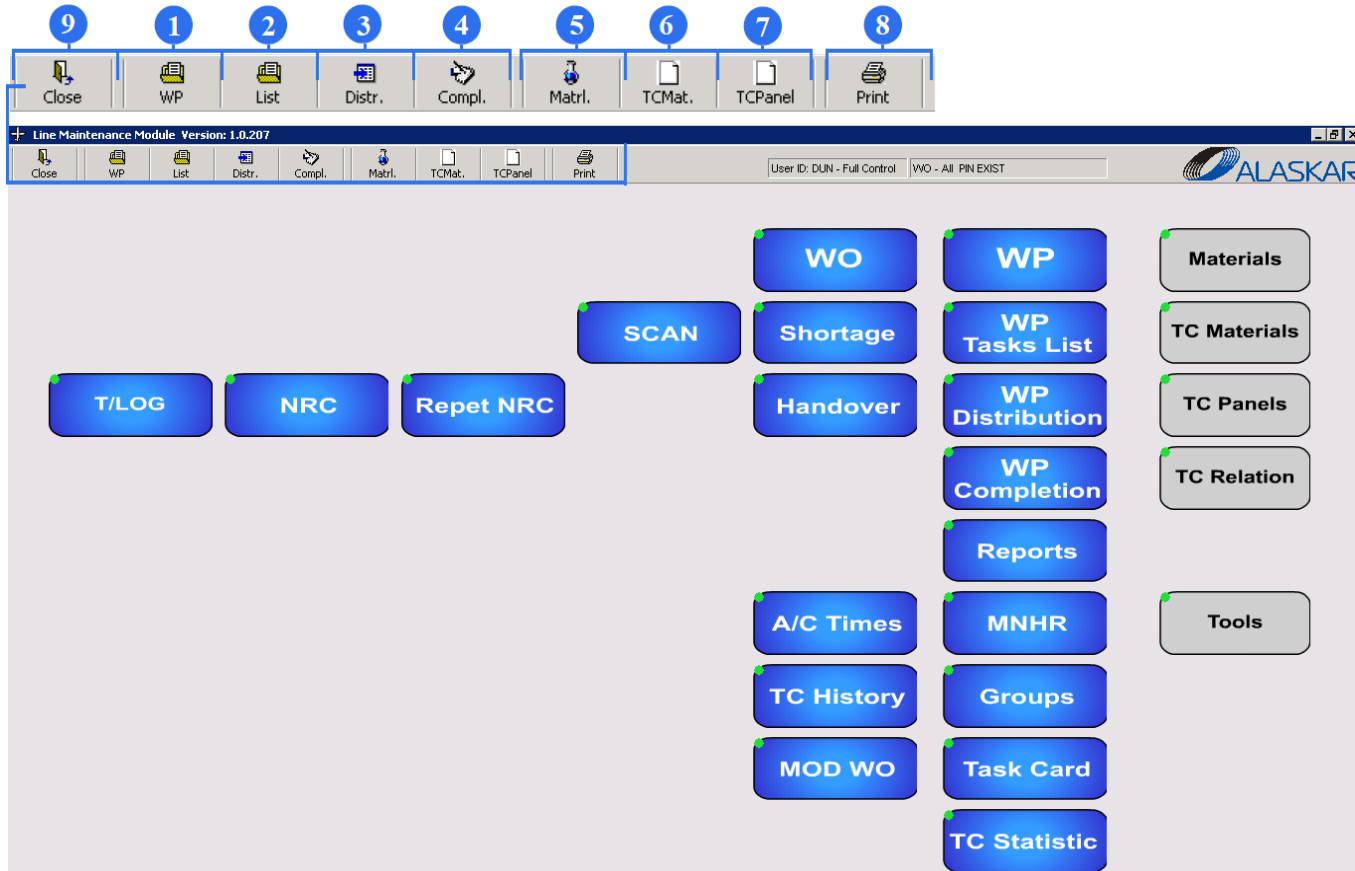 9 1 2 3 4 5 6 7 8
Close WP List Distr. Compl. Matrl. TCMat. TCPanel Print
Line Maintenance Module Version: 1.0.207
Close WP List Distr. Compl. Matrl. TCMat. TCPanel Print
User ID: DUN - Full Control WO - All PIN EXIST
ALASKAR
WO WP Materials
SCAN Shortage WP
Tasks List TC Materials
T/LOG NRC Repet NRC Handover WP
Distribution TC Panels
WP
Completion TC Relation
Reports
A/C Times MNHR Tools
TC History Groups
MOD WO Task Card
TC Statistic